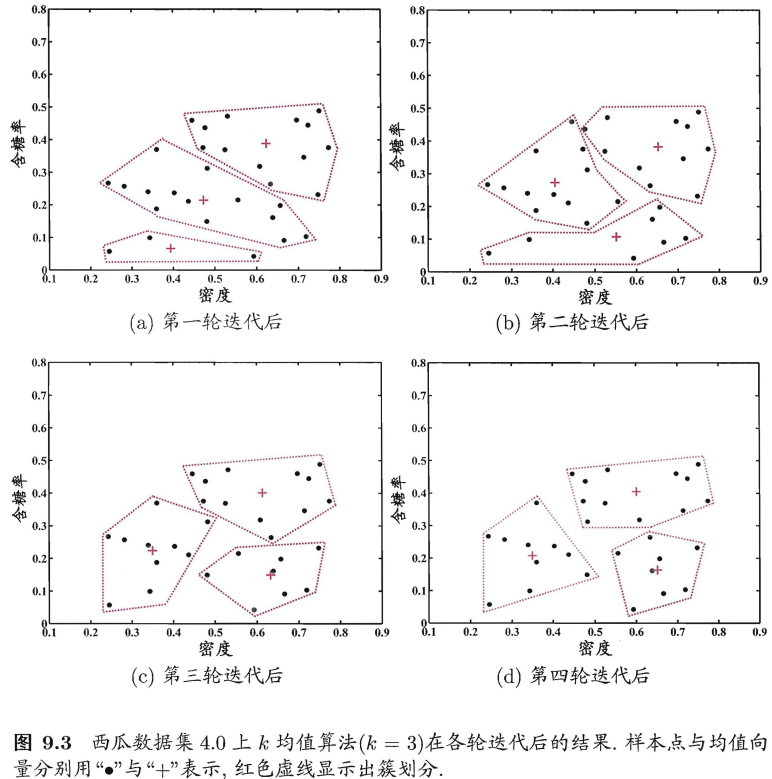 0.8
0.7
0.6
0.5
0.4
0.3
0.2
0.1
0
含糖率
0.1 0.2 0.3 0.4 0.5 0.6 0.7 0.8 0.9
密度
(a) 第一轮迭代后
0.8
0.7
0.6
0.5
0.4
0.3
0.2
0.1
0
含糖率
0.1 0.2 0.3 0.4 0.5 0.6 0.7 0.8 0.9
密度
(b) 第二轮迭代后
0.8
0.7
0.6
0.5
0.4
0.3
0.2
0.1
0
含糖率
0.1 0.2 0.3 0.4 0.5 0.6 0.7 0.8 0.9
密度
(c) 第三轮迭代后
0.8
0.7
0.6
0.5
0.4
0.3
0.2
0.1
0
含糖率
0.1 0.2 0.3 0.4 0.5 0.6 0.7 0.8 0.9
密度
(d) 第四轮迭代后
图 9.3 西瓜数据集 4.0 上 k 均值算法(k = 3)在各轮迭代后的结果. 样本点与均值向
量分别用“●”与“+”表示, 红色虚线显示出簇划分.